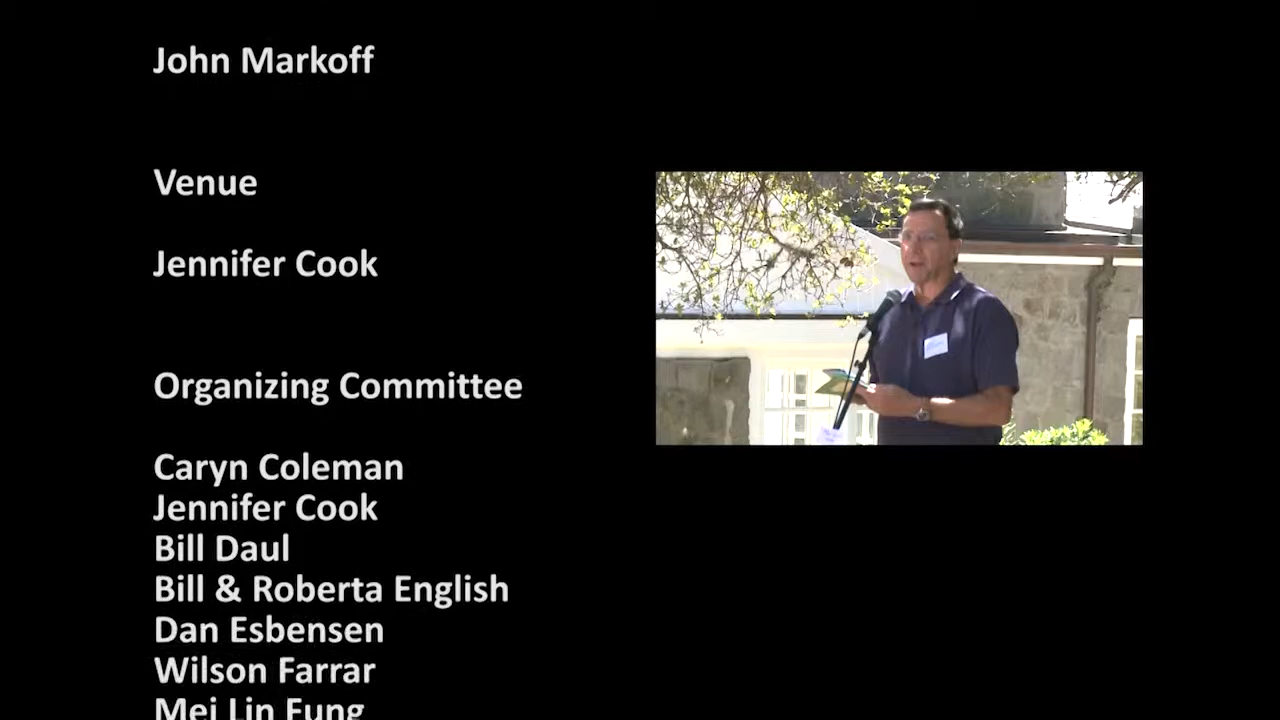 John Markoff
Venue
Jennifer Cook
Organizing Committee
Caryn Coleman
Jennifer Cook
Bill Daul
Bill & Roberta English
Dan Esbensen
Wilson Farrar
Mei Lin Fung